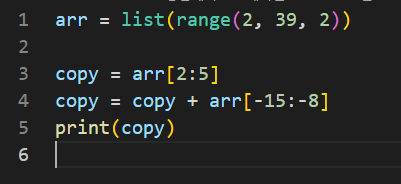 1 arr = list(range(2, 39, 2))
2
3 copy = arr[2:5]
4 copy = copy + arr[-15:-8]
5 print(copy)
6